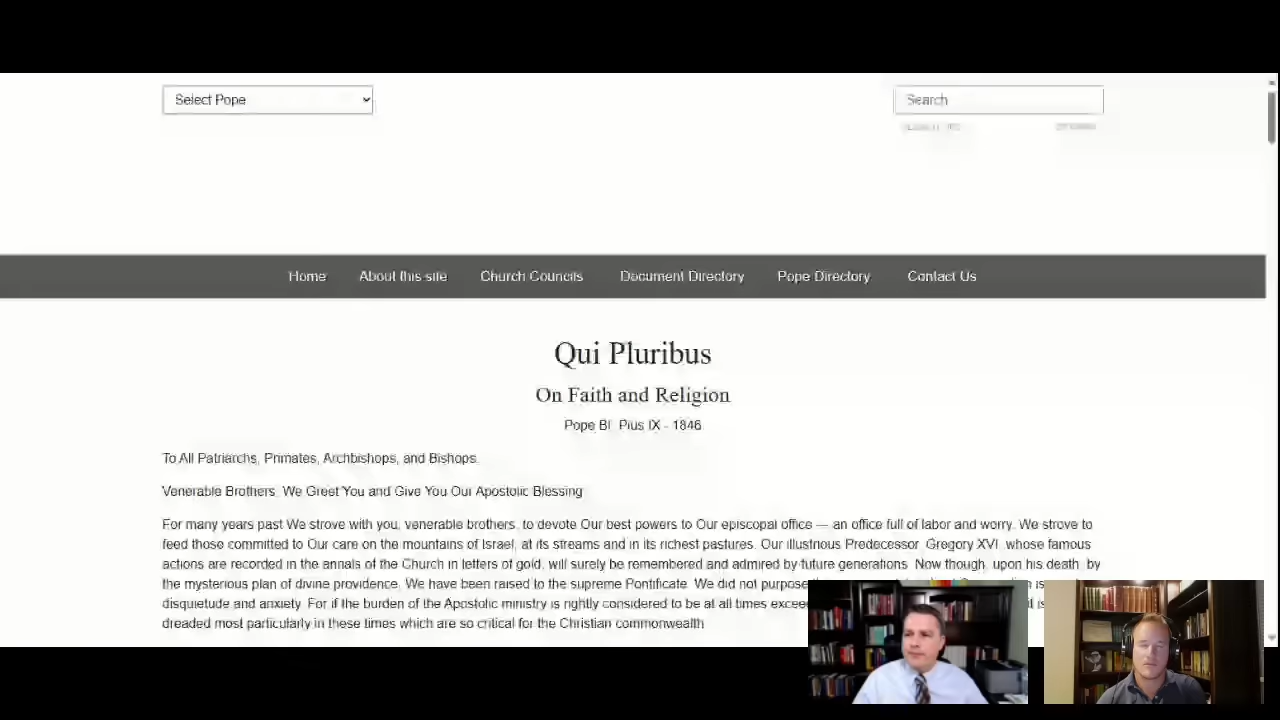 Select Pope
Search
Home About this site Church Councils Document Directory Pope Directory Contact Us
Qui Pluribus
On Faith and Religion
Pope Bl. Pius IX - 1846
To All Patriarchs, Primates, Archbishops, and Bishops.
Venerable Brothers, We Greet You and Give You Our Apostolic Blessing
For many years past We strove with you, venerable brothers, to devote Our best powers to Our episcopal office — an office full of labor and worry. We strove to
feed those committed to Our care on the mountains of Israel, at its streams and in its richest pastures. Our illustrious Predecessor, Gregory XVI, whose famous
actions are recorded in the annals of the Church in letters of gold, will surely be remembered and admired by future generations. Now though, upon his death, by
the mysterious plan of divine providence, We have been raised to the supreme Pontificate. We did not purpose
disquietude and anxiety. For if the burden of the Apostolic ministry is rightly considered to be at all times
dreaded most particularly in these times which are so critical for the Christian commonwealth